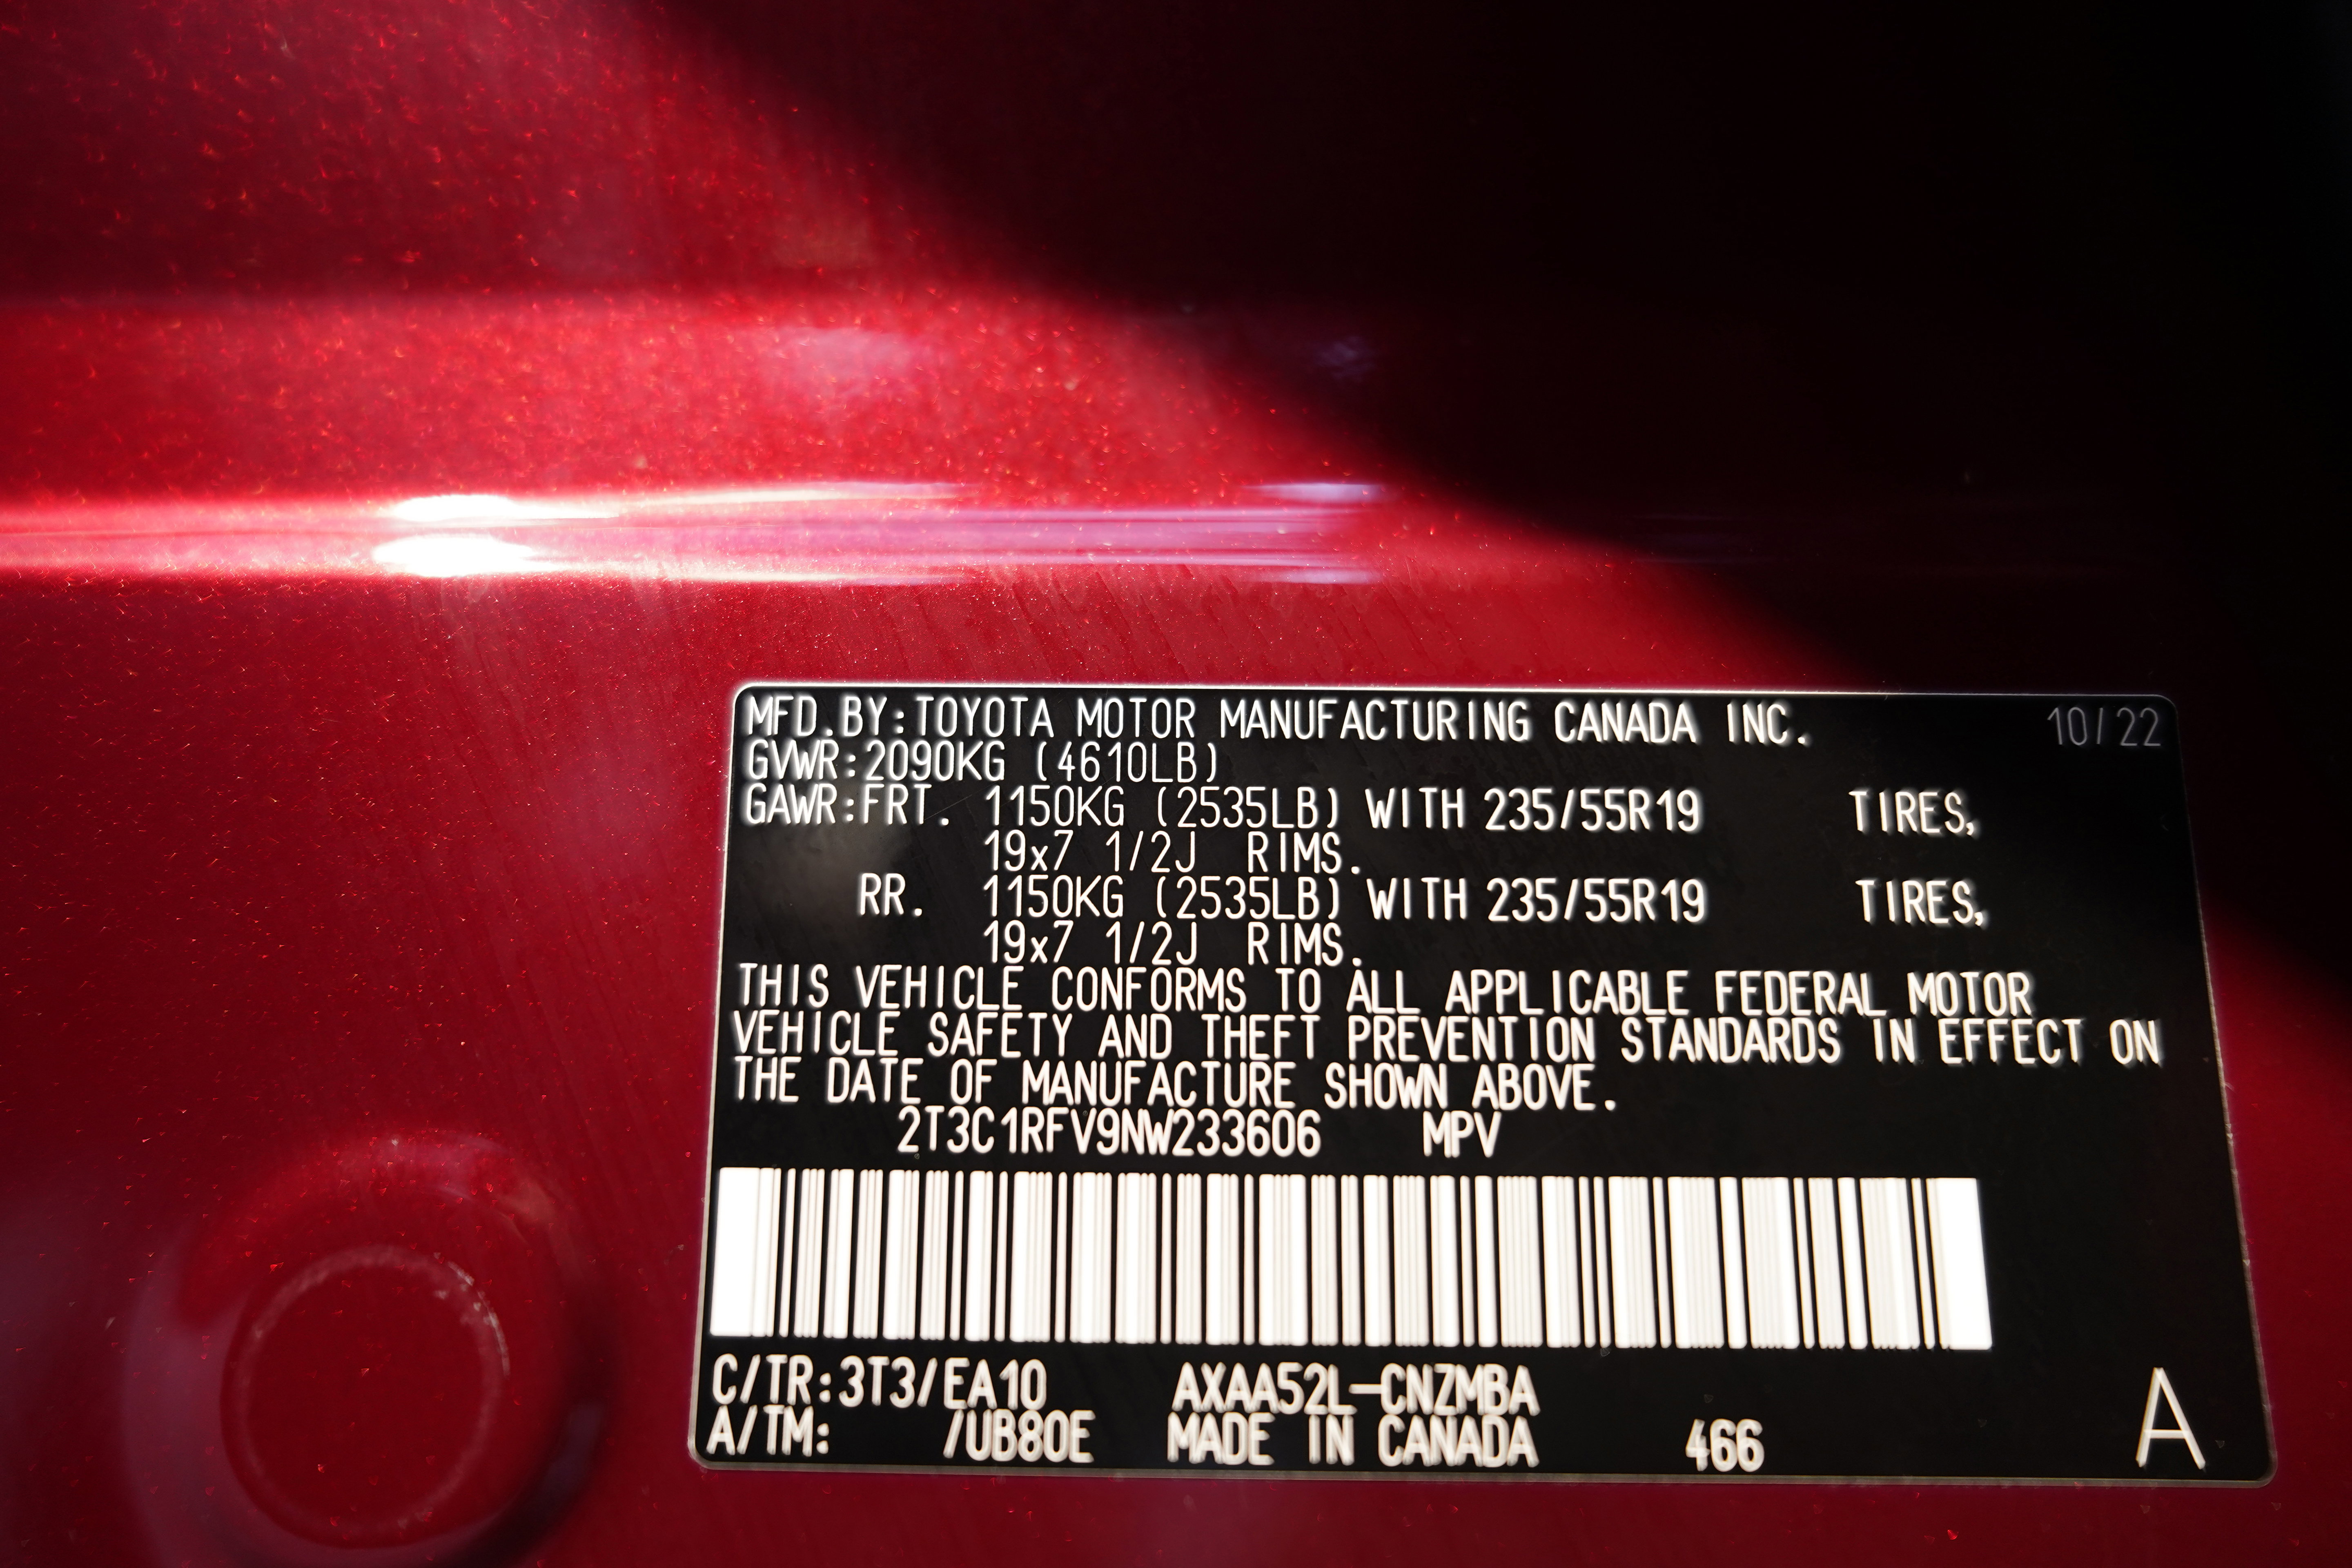 MFD.BY:TOYOTA MOTOR MANUFACTURING CANADA INC. 10/22
GVWR:2090KG (4610LB)
GAWR:FRT. 1150KG (2535LB) WITH 235/55R19 TIRES,
19x7 1/2J RIMS.
RR. 1150KG (2535LB) WITH 235/55R19 TIRES,
19x7 1/2J RIMS.
THIS VEHICLE CONFORMS TO ALL APPLICABLE FEDERAL MOTOR
VEHICLE SAFETY AND THEFT PREVENTION STANDARDS IN EFFECT ON
THE DATE OF MANUFACTURE SHOWN ABOVE.
2T3C1RFV9NW233606 MPV
C/TR:3T3/EA10 AXAA52L-CNZMBA
A/TM: /UB80E MADE IN CANADA 466 A